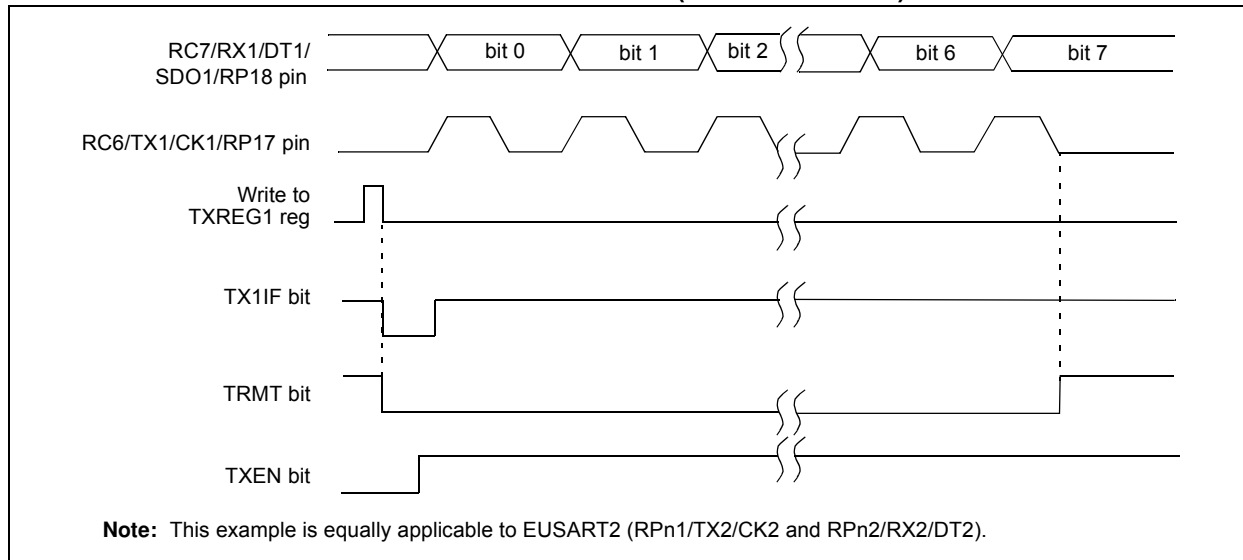 RC7/RX1/DT1/
SDO1/RP18 pin
bit 0
bit 1
bit 2
bit 6
bit 7
RC6/TX1/CK1/RP17 pin
Write to
TXREG1 reg
TX1IF bit
TRMT bit
TXEN bit
Note: This example is equally applicable to EUSART2 (RPn1/TX2/CK2 and RPn2/RX2/DT2).